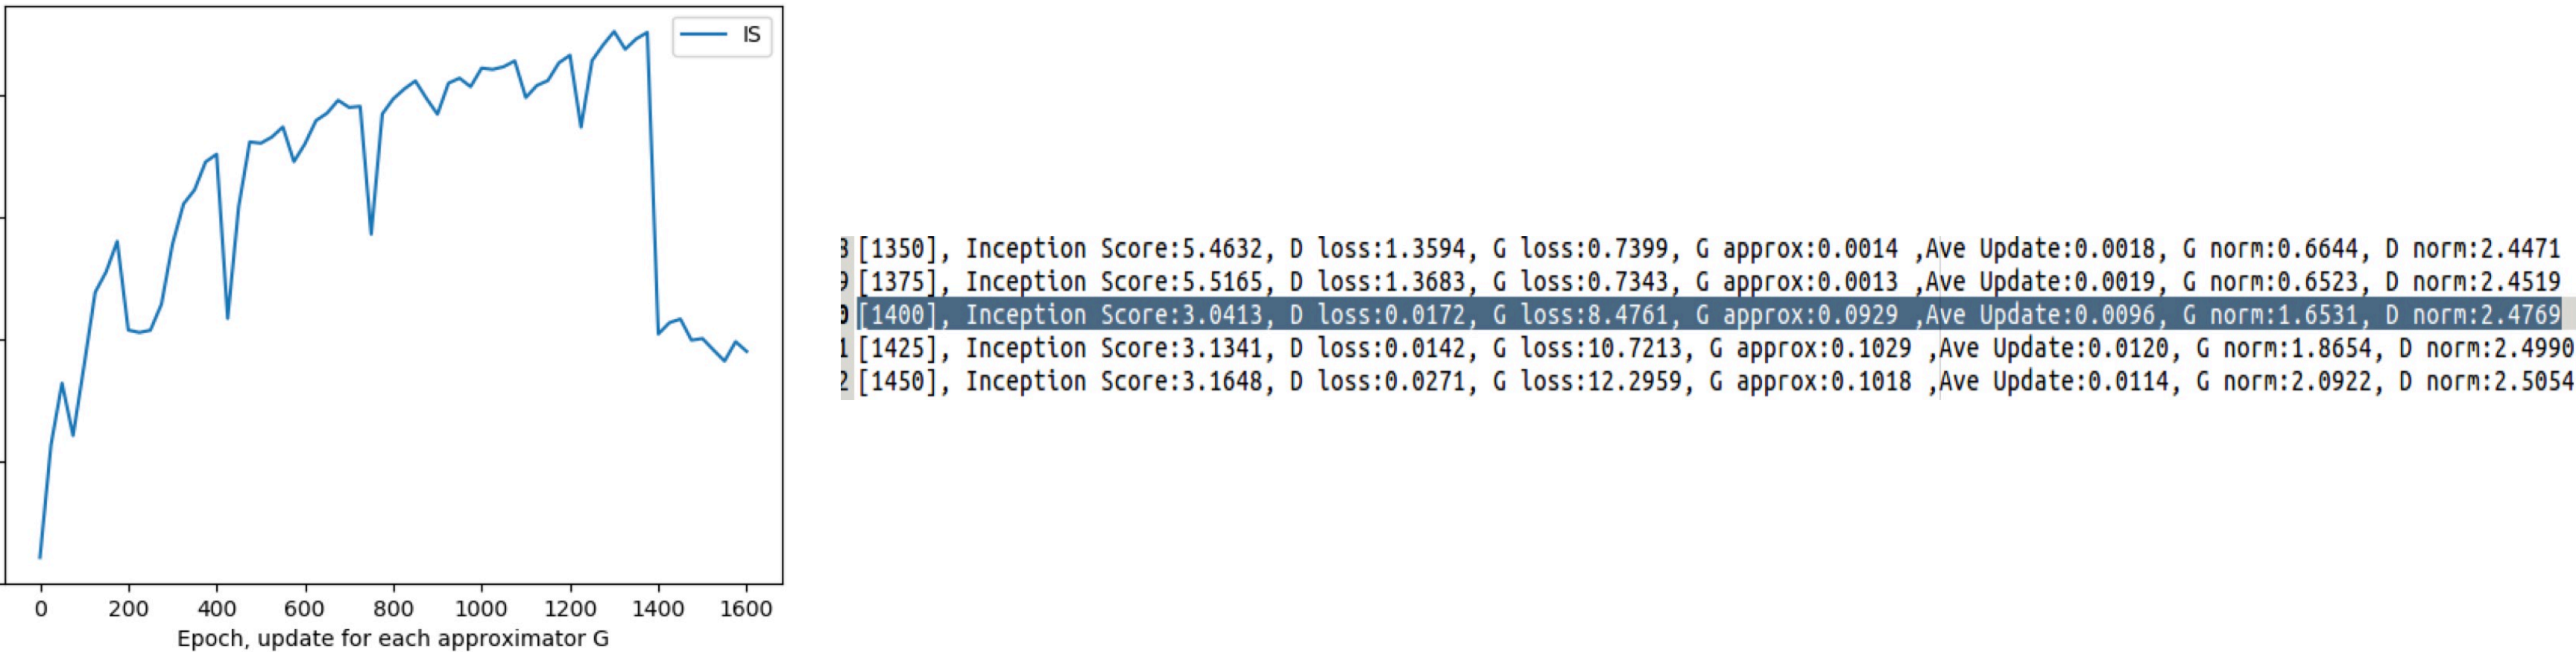 IS
0 200 400 600 800 1000 1200 1400 1600
Epoch, update for each approximator G
8 [1350], Inception Score:5.4632, D loss:1.3594, G loss:0.7399, G approx:0.0014 ,Ave Update:0.0018, G norm:0.6644, D norm:2.4471
9 [1375], Inception Score:5.5165, D loss:1.3683, G loss:0.7343, G approx:0.0013 ,Ave Update:0.0019, G norm:0.6523, D norm:2.4519
0 [1400], Inception Score:3.0413, D loss:0.0172, G loss:8.4761, G approx:0.0929 ,Ave Update:0.0096, G norm:1.6531, D norm:2.4769
1 [1425], Inception Score:3.1341, D loss:0.0142, G loss:10.7213, G approx:0.1029 ,Ave Update:0.0120, G norm:1.8654, D norm:2.4990
2 [1450], Inception Score:3.1648, D loss:0.0271, G loss:12.2959, G approx:0.1018 ,Ave Update:0.0114, G norm:2.0922, D norm:2.5054